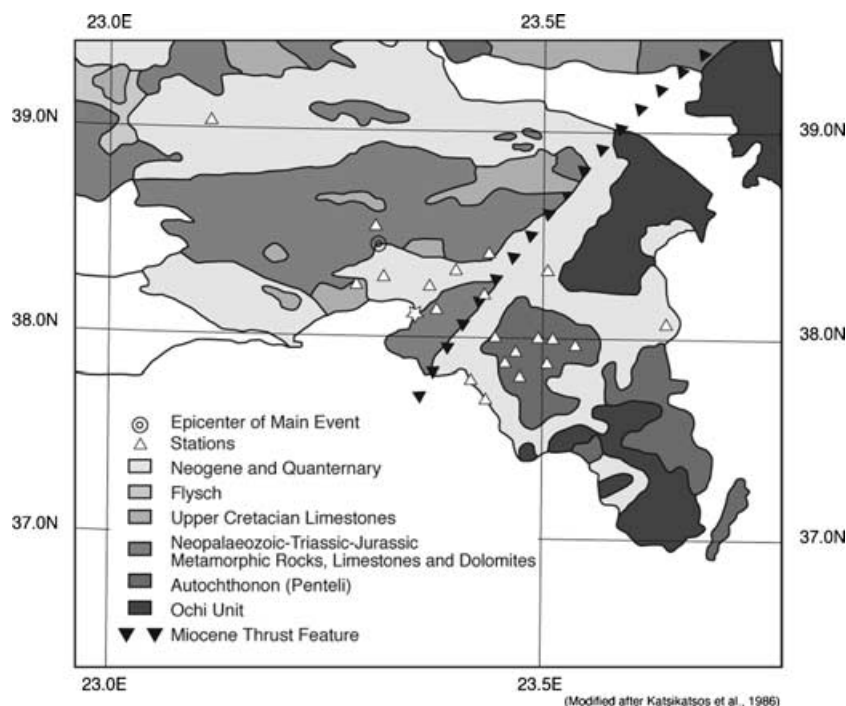 23.0E 23.5E
39.0N 39.0N
38.0N 38.0N
Epicenter of Main Event
Stations
Neogene and Quanternary
Flysch
Upper Cretacian Limestones
37.0N 37.0N
Neopalaeozoic-Triassic-Jurassic
Metamorphic Rocks, Limestones and Dolomites
Autochthonon (Penteli)
Ochi Unit
Miocene Thrust Feature
23.0E 23.5E
(Modified after Katsikatsos et al., 1986)